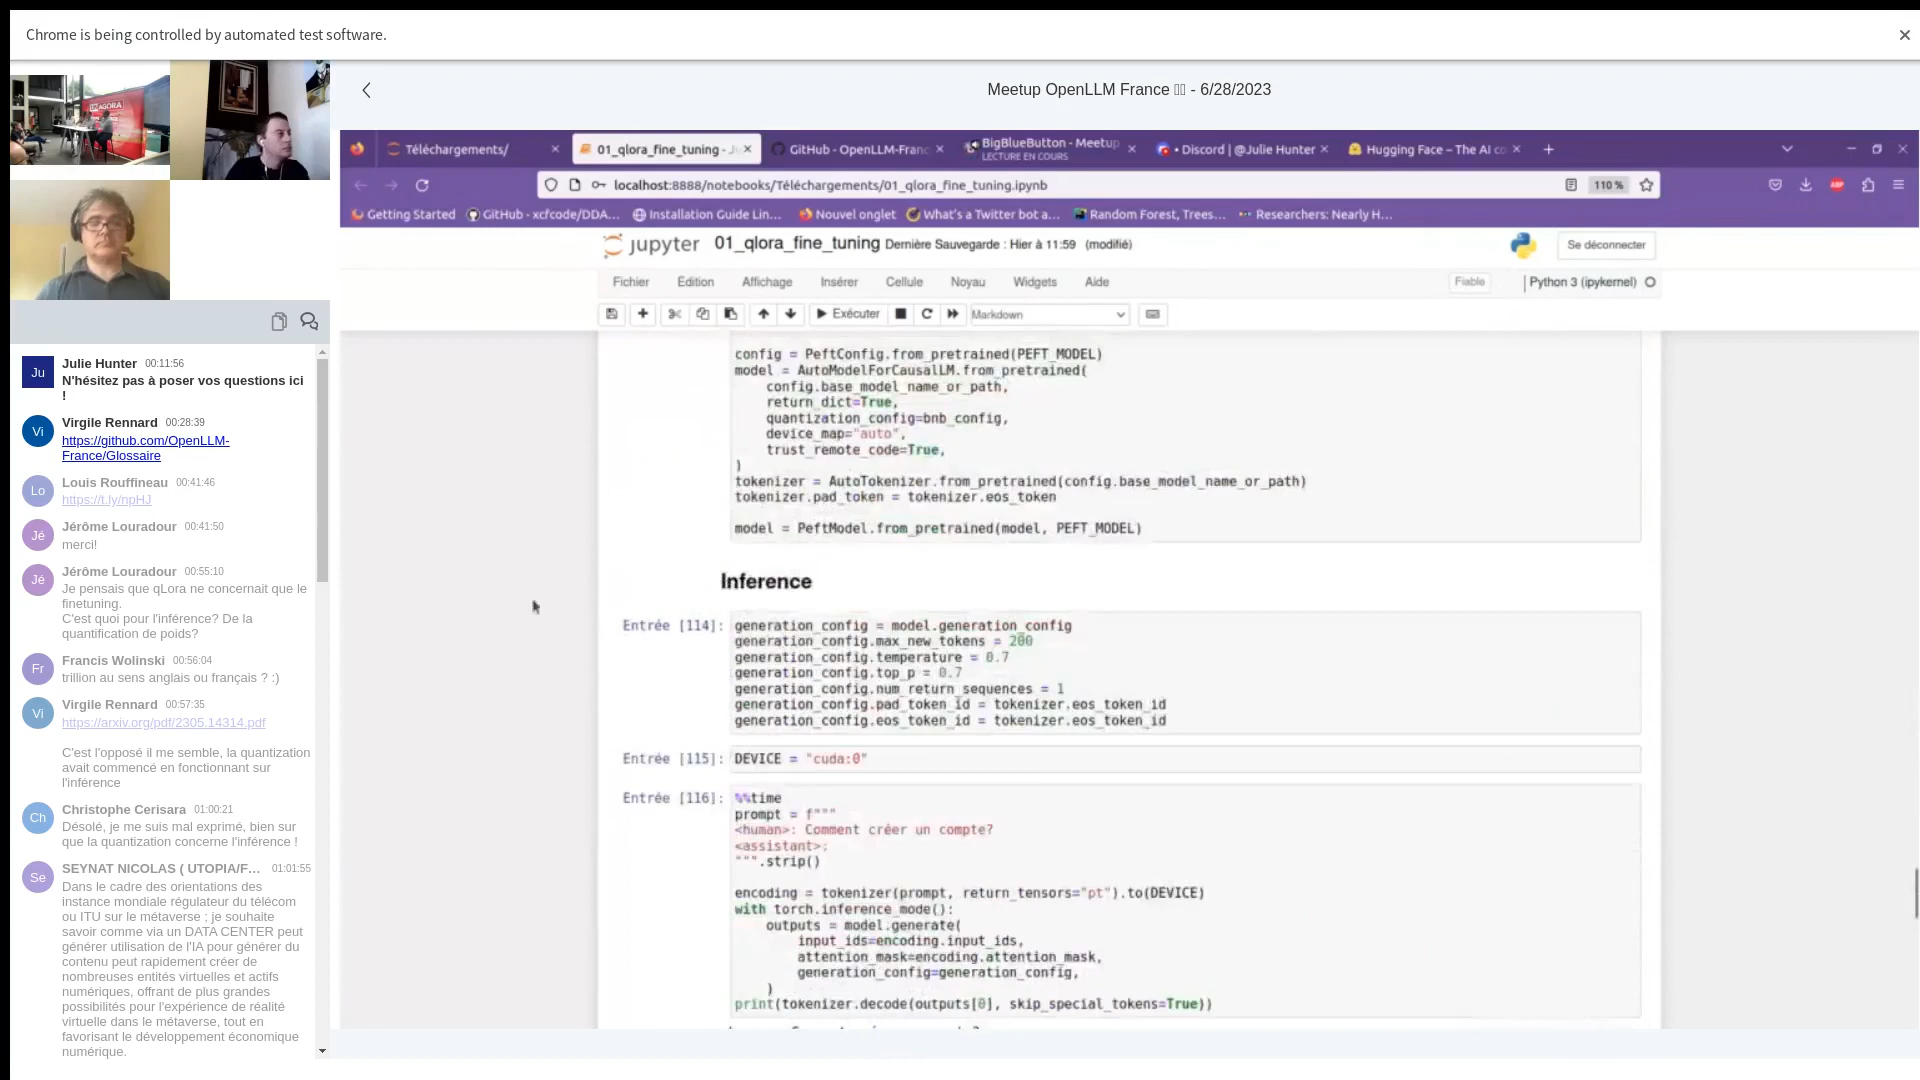 Chrome is being controlled by automated test software.
Meetup OpenLLM France - 6/28/2023
LINAGORA
Julie Hunter 00:11:56
Ju
N'hésitez pas à poser vos questions ici
!
Virgile Rennard 00:28:39
Vi
https://github.com/OpenLLM-
France/Glossaire
Louis Rouffineau 00:41:46
Lo
https://t.ly/npHJ
Jérôme Louradour 00:41:50
Jé
merci!
Jérôme Louradour 00:55:10
Jé
Je pensais que qLora ne concernait que le
finetuning.
C'est quoi pour l'inférence? De la
quantification de poids?
Francis Wolinski 00:56:04
Fr
trillion au sens anglais ou français ? :)
Virgile Rennard 00:57:35
Vi
https://arxiv.org/pdf/2305.14314.pdf
C'est l'opposé il me semble, la quantization
avait commencé en fonctionnant sur
l'inférence
Christophe Cerisara 01:00:21
Ch
Désolé, je me suis mal exprimé, bien sur
que la quantization concerne l'inférence !
SEYNAT NICOLAS ( UTOPIA/F... 01:01:55
Se
Dans le cadre des orientations des
instance mondiale régulateur du télécom
ou ITU sur le métaverse ; je souhaite
savoir comme via un DATA CENTER peut
générer utilisation de l'IA pour générer du
contenu peut rapidement créer de
nombreuses entités virtuelles et actifs
numériques, offrant de plus grandes
possibilités pour l'expérience de réalité
virtuelle dans le métaverse, tout en
favorisant le développement économique
numérique.
Téléchargements/
01_qlora_fine_tuning - Ju
GitHub - OpenLLM-Franc
BigBlueButton - Meetup
LECTURE EN COURS
• Discord | @Julie Hunter
Hugging Face – The AI co
localhost:8888/notebooks/Téléchargements/01_qlora_fine_tuning.ipynb
110 %
Getting Started
GitHub - xcfcode/DDA...
Installation Guide Lin...
Nouvel onglet
What's a Twitter bot a...
Random Forest, Trees...
Researchers: Nearly H...
jupyter 01_qlora_fine_tuning Dernière Sauvegarde : Hier à 11:59 (modifié)
Se déconnecter
Fichier Edition Affichage Insérer Cellule Noyau Widgets Aide
Fiable
Python 3 (ipykernel)
Exécuter
Markdown
config = PeftConfig.from_pretrained(PEFT_MODEL)
model = AutoModelForCausalLM.from_pretrained(
config.base_model_name_or_path,
return_dict=True,
quantization_config=bnb_config,
device_map="auto",
trust_remote_code=True,
)
tokenizer = AutoTokenizer.from_pretrained(config.base_model_name_or_path)
tokenizer.pad_token = tokenizer.eos_token
model = PeftModel.from_pretrained(model, PEFT_MODEL)
Inference
Entrée [114]:
generation_config = model.generation_config
generation_config.max_new_tokens = 200
generation_config.temperature = 0.7
generation_config.top_p = 0.7
generation_config.num_return_sequences = 1
generation_config.pad_token_id = tokenizer.eos_token_id
generation_config.eos_token_id = tokenizer.eos_token_id
Entrée [115]: DEVICE = "cuda:0"
Entrée [116]:
%%time
prompt = f"""
<human>: Comment créer un compte?
<assistant>:
""".strip()
encoding = tokenizer(prompt, return_tensors="pt").to(DEVICE)
with torch.inference_mode():
outputs = model.generate(
input_ids=encoding.input_ids,
attention_mask=encoding.attention_mask,
generation_config=generation_config,
)
print(tokenizer.decode(outputs[0], skip_special_tokens=True))